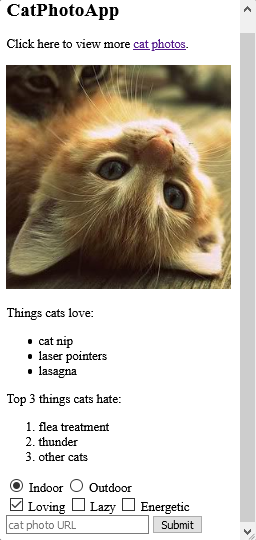 CatPhotoApp
Click here to view more cat photos.
Things cats love:
cat nip
laser pointers
lasagna
Top 3 things cats hate:
1. flea treatment
2. thunder
3. other cats
Indoor Outdoor
Loving Lazy Energetic
cat photo URL Submit